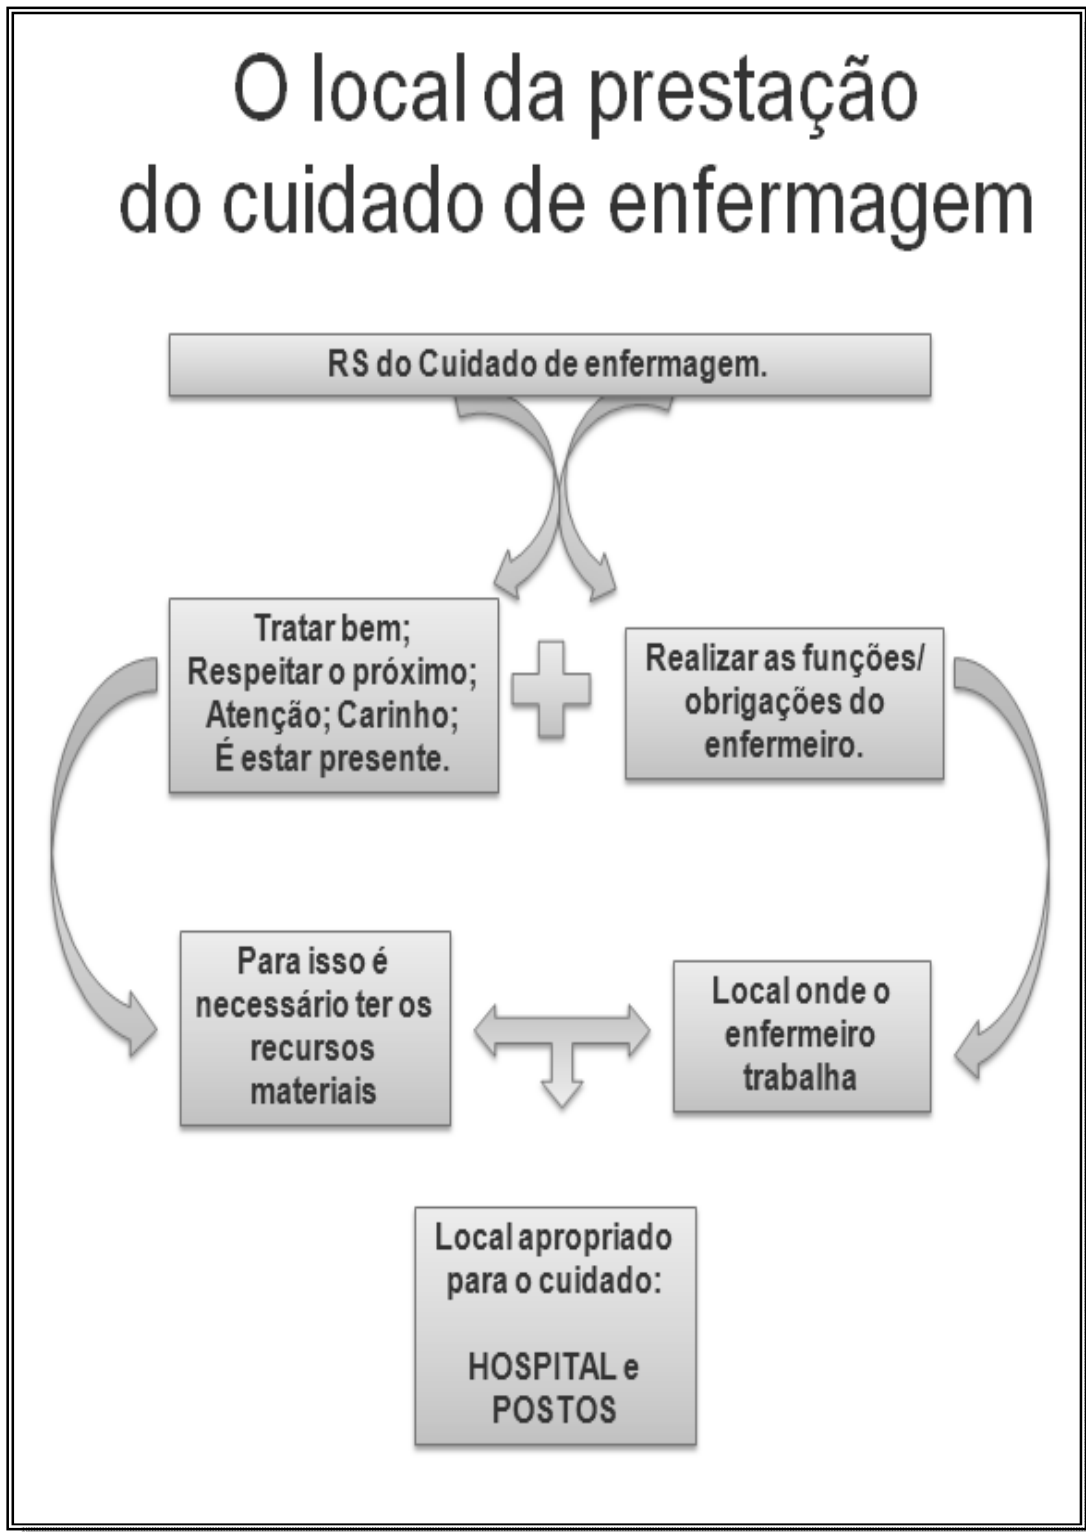 O local da prestação
do cuidado de enfermagem
RS do Cuidado de enfermagem.
Tratar bem;
Respeitar o próximo;
Atenção; Carinho;
É estar presente.
Realizar as funções/
obrigações do
enfermeiro.
Para isso é
necessário ter os
recursos
materiais
Local onde o
enfermeiro
trabalha
Local apropriado
para o cuidado:
HOSPITAL e
POSTOS